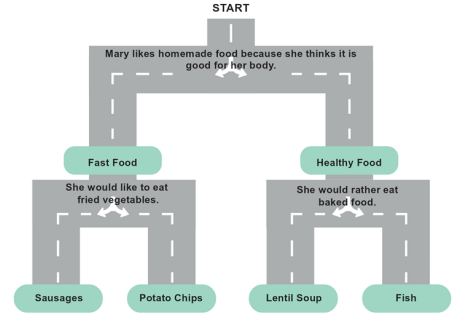 START
Mary likes homemade food because she thinks it is
good for her body.
Fast Food
Healthy Food
She would like to eat
fried vegetables.
She would rather eat
baked food.
Sausages
Potato Chips
Lentil Soup
Fish